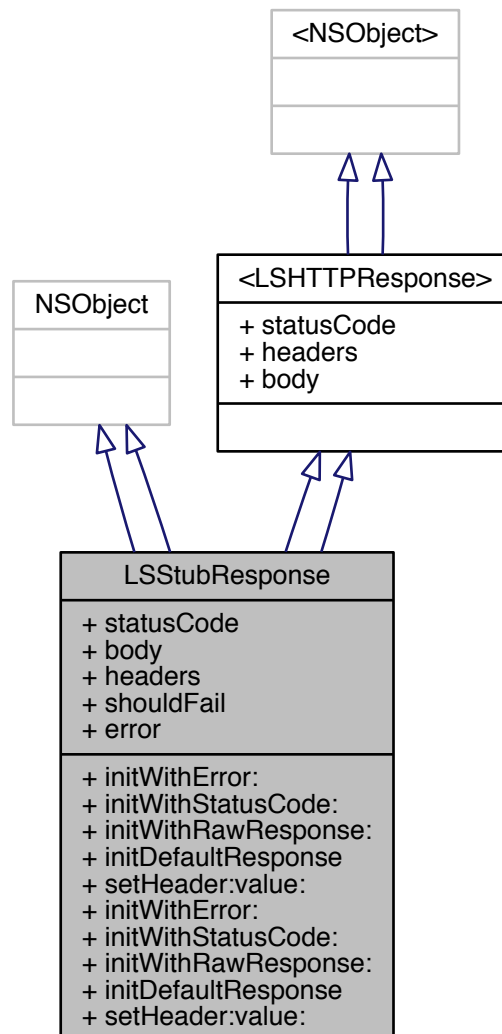 <NSObject>
<LSHTTPResponse>
+ statusCode
+ headers
+ body
NSObject
LSStubResponse
+ statusCode
+ body
+ headers
+ shouldFail
+ error
+ initWithError:
+ initWithStatusCode:
+ initWithRawResponse:
+ initDefaultResponse
+ setHeader:value:
+ initWithError:
+ initWithStatusCode:
+ initWithRawResponse:
+ initDefaultResponse
+ setHeader:value: